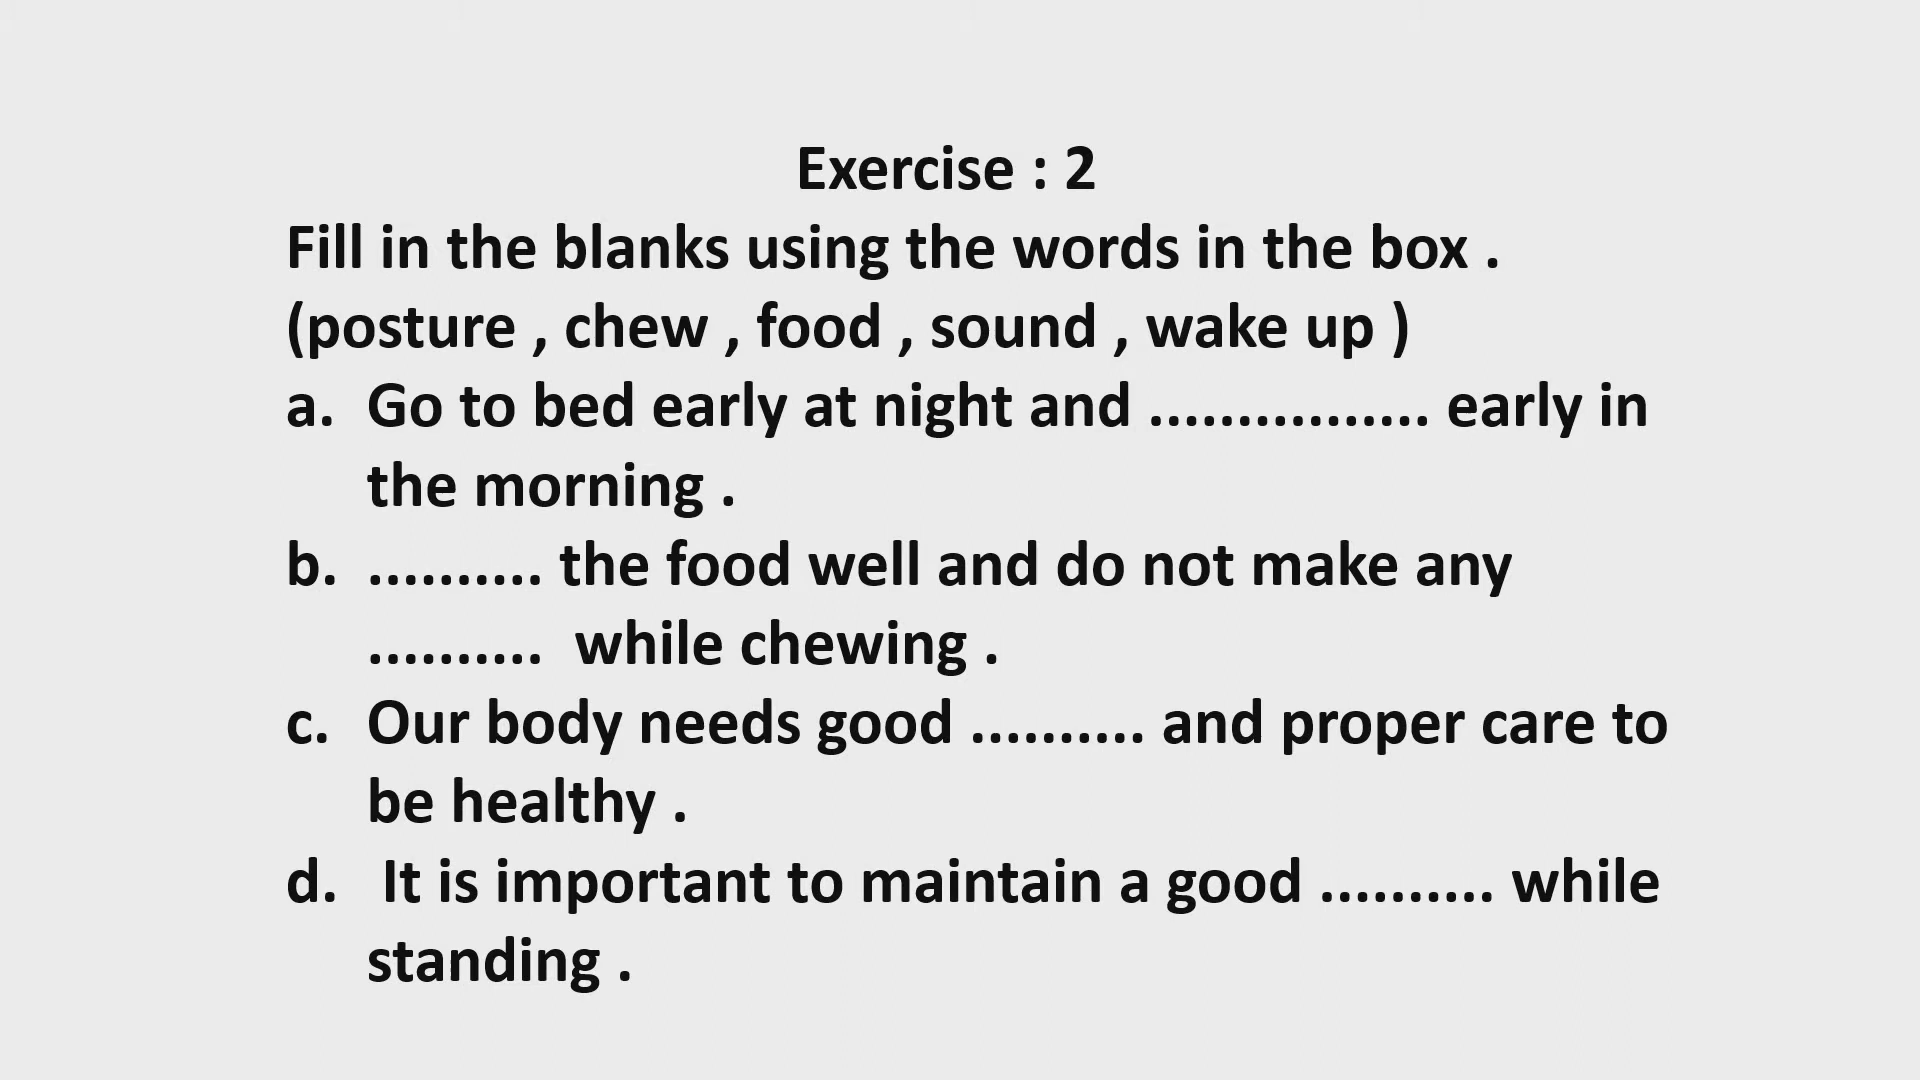 Exercise : 2
Fill in the blanks using the words in the box .
(posture , chew , food , sound , wake up )
a. Go to bed early at night and ................ early in
the morning .
b. .......... the food well and do not make any
.......... while chewing .
c. Our body needs good .......... and proper care to
be healthy .
d. It is important to maintain a good .......... while
standing .